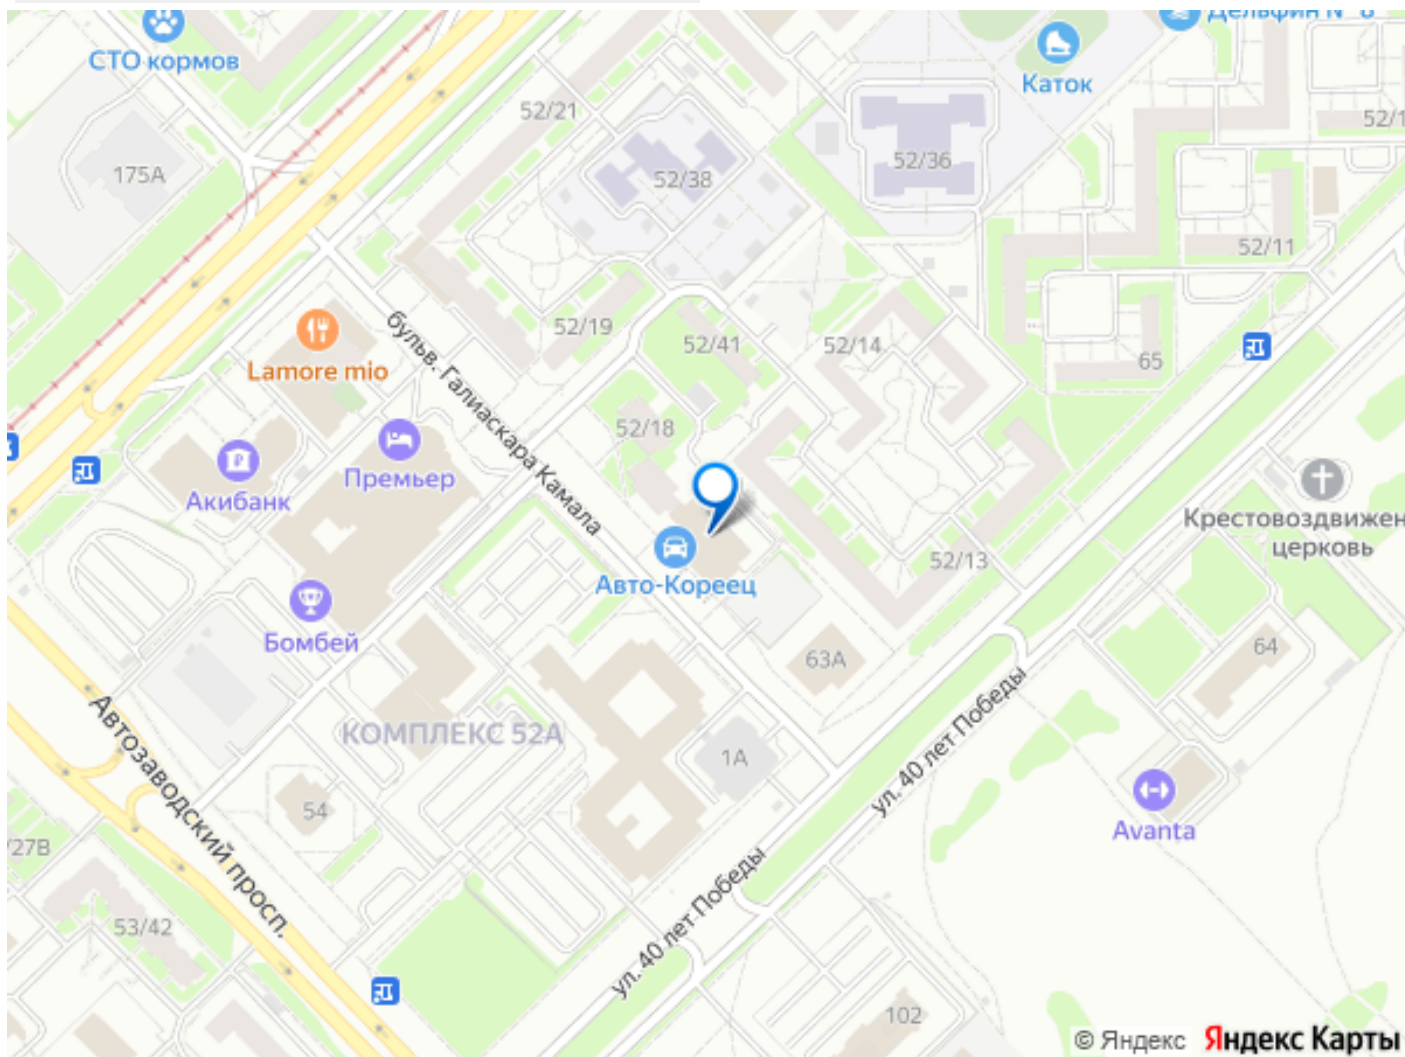 Дельфин № 8
СТО кормов
Каток
52/21
52/1
175А
52/38
52/36
52/11
52/19
52/41
52/14
65
Lamore mio
бульв. Галиаскара Камала
52/18
Премьер
Акибанк
Крестовоздвижен
церковь
52/13
Авто-Кореец
Бомбей
63А
64
КОМПЛЕКС 52А
1А
ул. 40 лет Победы
Автозаводский просп.
54
Avanta
/27В
53/42
ул. 40 лет Победы
102
© Яндекс Яндекс Карты